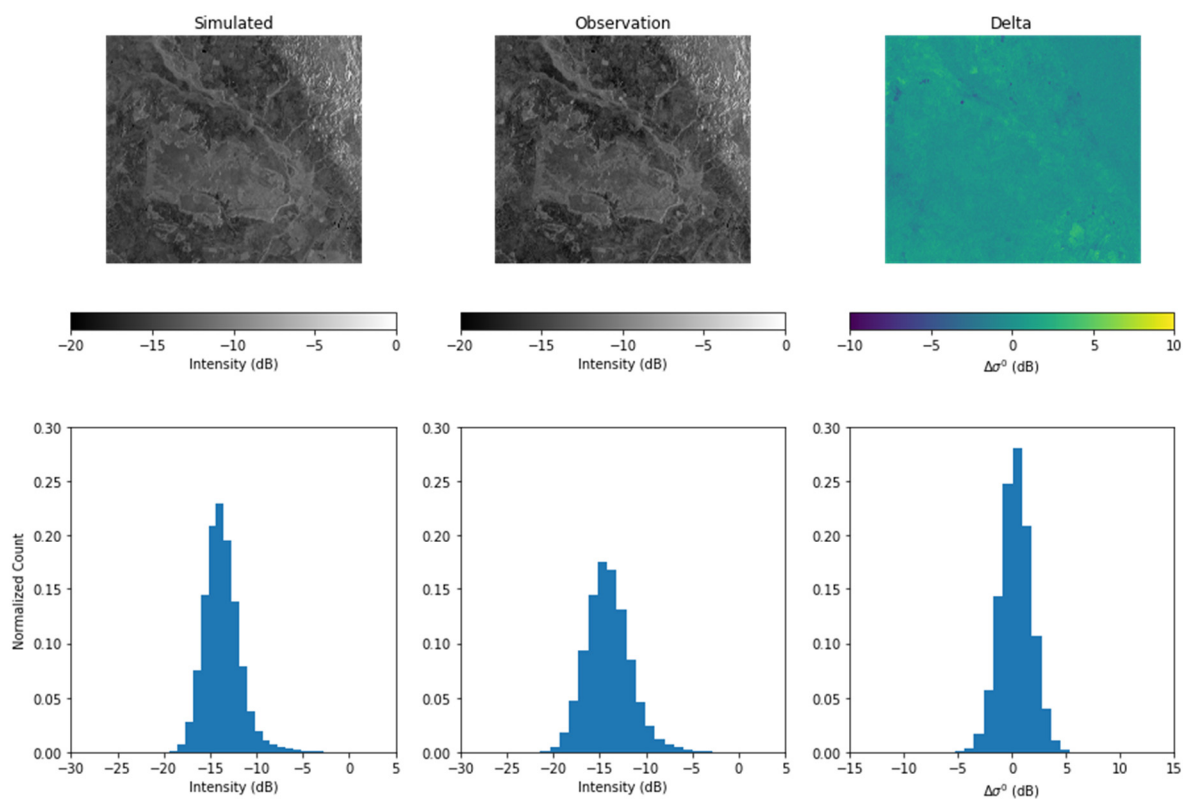 Simulated Observation Delta
−20 −15 −10 −5 0 −20 −15 −10 −5 0 −10 −5 0 5 10
Intensity (dB) Intensity (dB) Δσ⁰ (dB)
0.30 0.30 0.30
0.25 0.25 0.25
0.20 0.20 0.20
Normalized Count
0.15 0.15 0.15
0.10 0.10 0.10
0.05 0.05 0.05
0.00 0.00 0.00
−30 −25 −20 −15 −10 −5 0 5 −30 −25 −20 −15 −10 −5 0 5 −15 −10 −5 0 5 10 15
Intensity (dB) Intensity (dB) Δσ⁰ (dB)